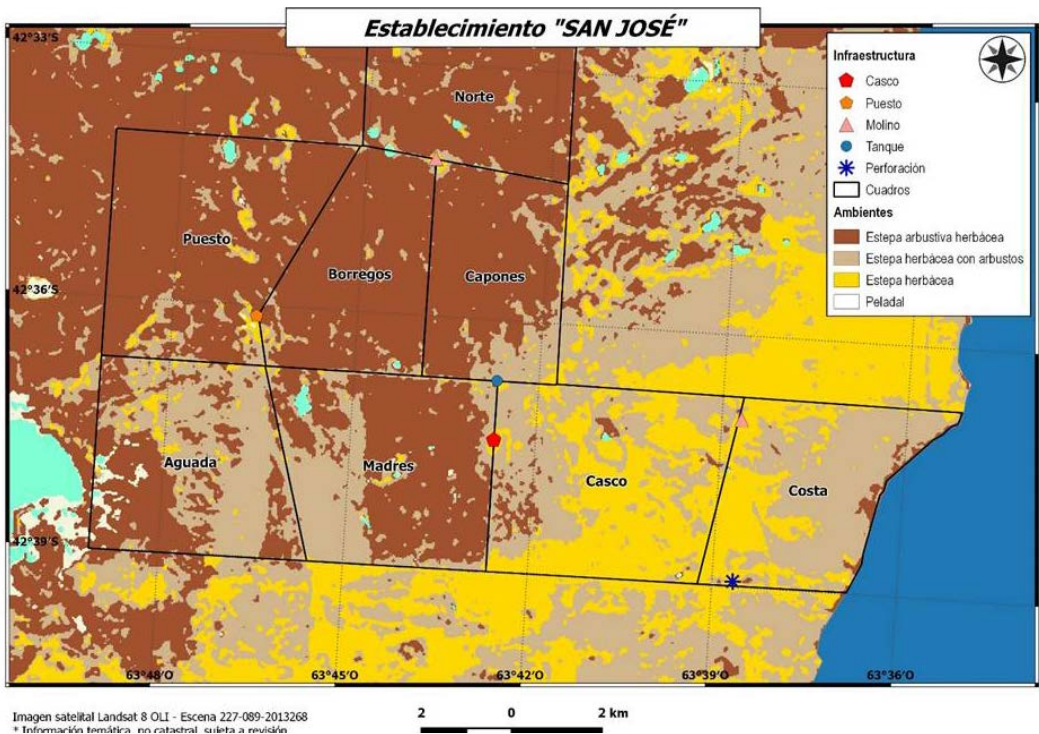 Establecimiento "SAN JOSÉ"
42°33'S
42°36'S
42°39'S
Norte
Puesto
Borregos
Capones
Aguada
Madres
Casco
Costa
63°48'O
63°45'O
63°42'O
63°39'O
63°36'O
Infraestructura
Casco
Puesto
Molino
Tanque
Perforación
Cuadros
Ambientes
Estepa arbustiva herbácea
Estepa herbácea con arbustos
Estepa herbácea
Peladal
Imagen satelital Landsat 8 OLI - Escena 227-089-2013268
* Información temática, no catastral, sujeta a revisión
2 0 2 km